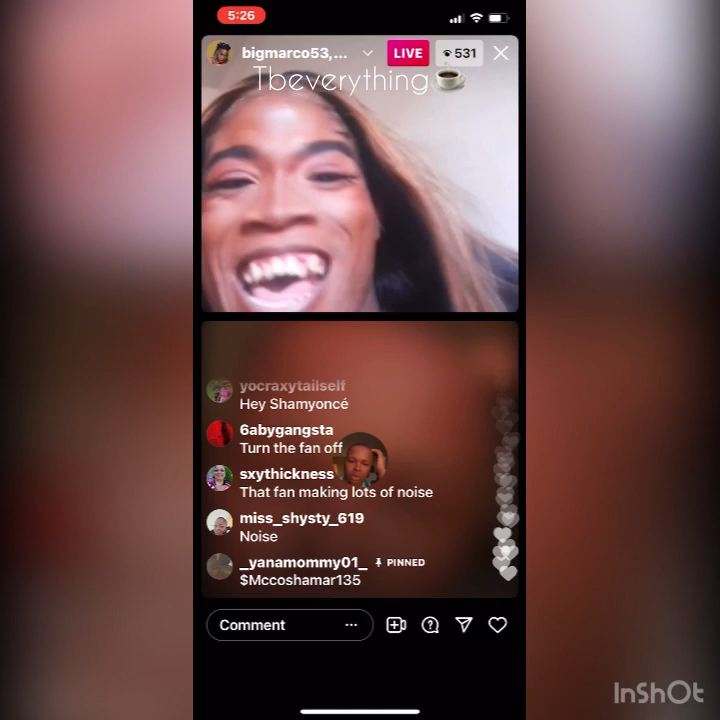 5:26
bigmarco53,...
LIVE
531
Tbeverything
yocraxytailself
Hey Shamyoncé
6abygangsta
Turn the fan off
sxythickness
That fan making lots of noise
miss_shysty_619
Noise
_yanamommy01_ PINNED
$Mccoshamar135
Comment ...
InShOt